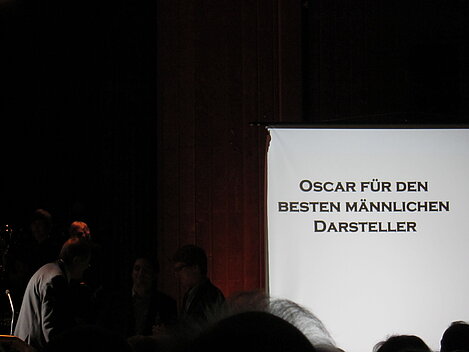 Oscar für den
besten männlichen
Darsteller